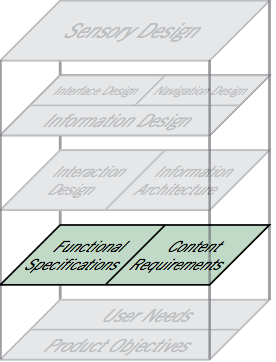 Sensory Design
Interface Design
Navigation Design
Information Design
Interaction
Design
Information
Architecture
Functional
Specifications
Content
Requirements
User Needs
Product Objectives